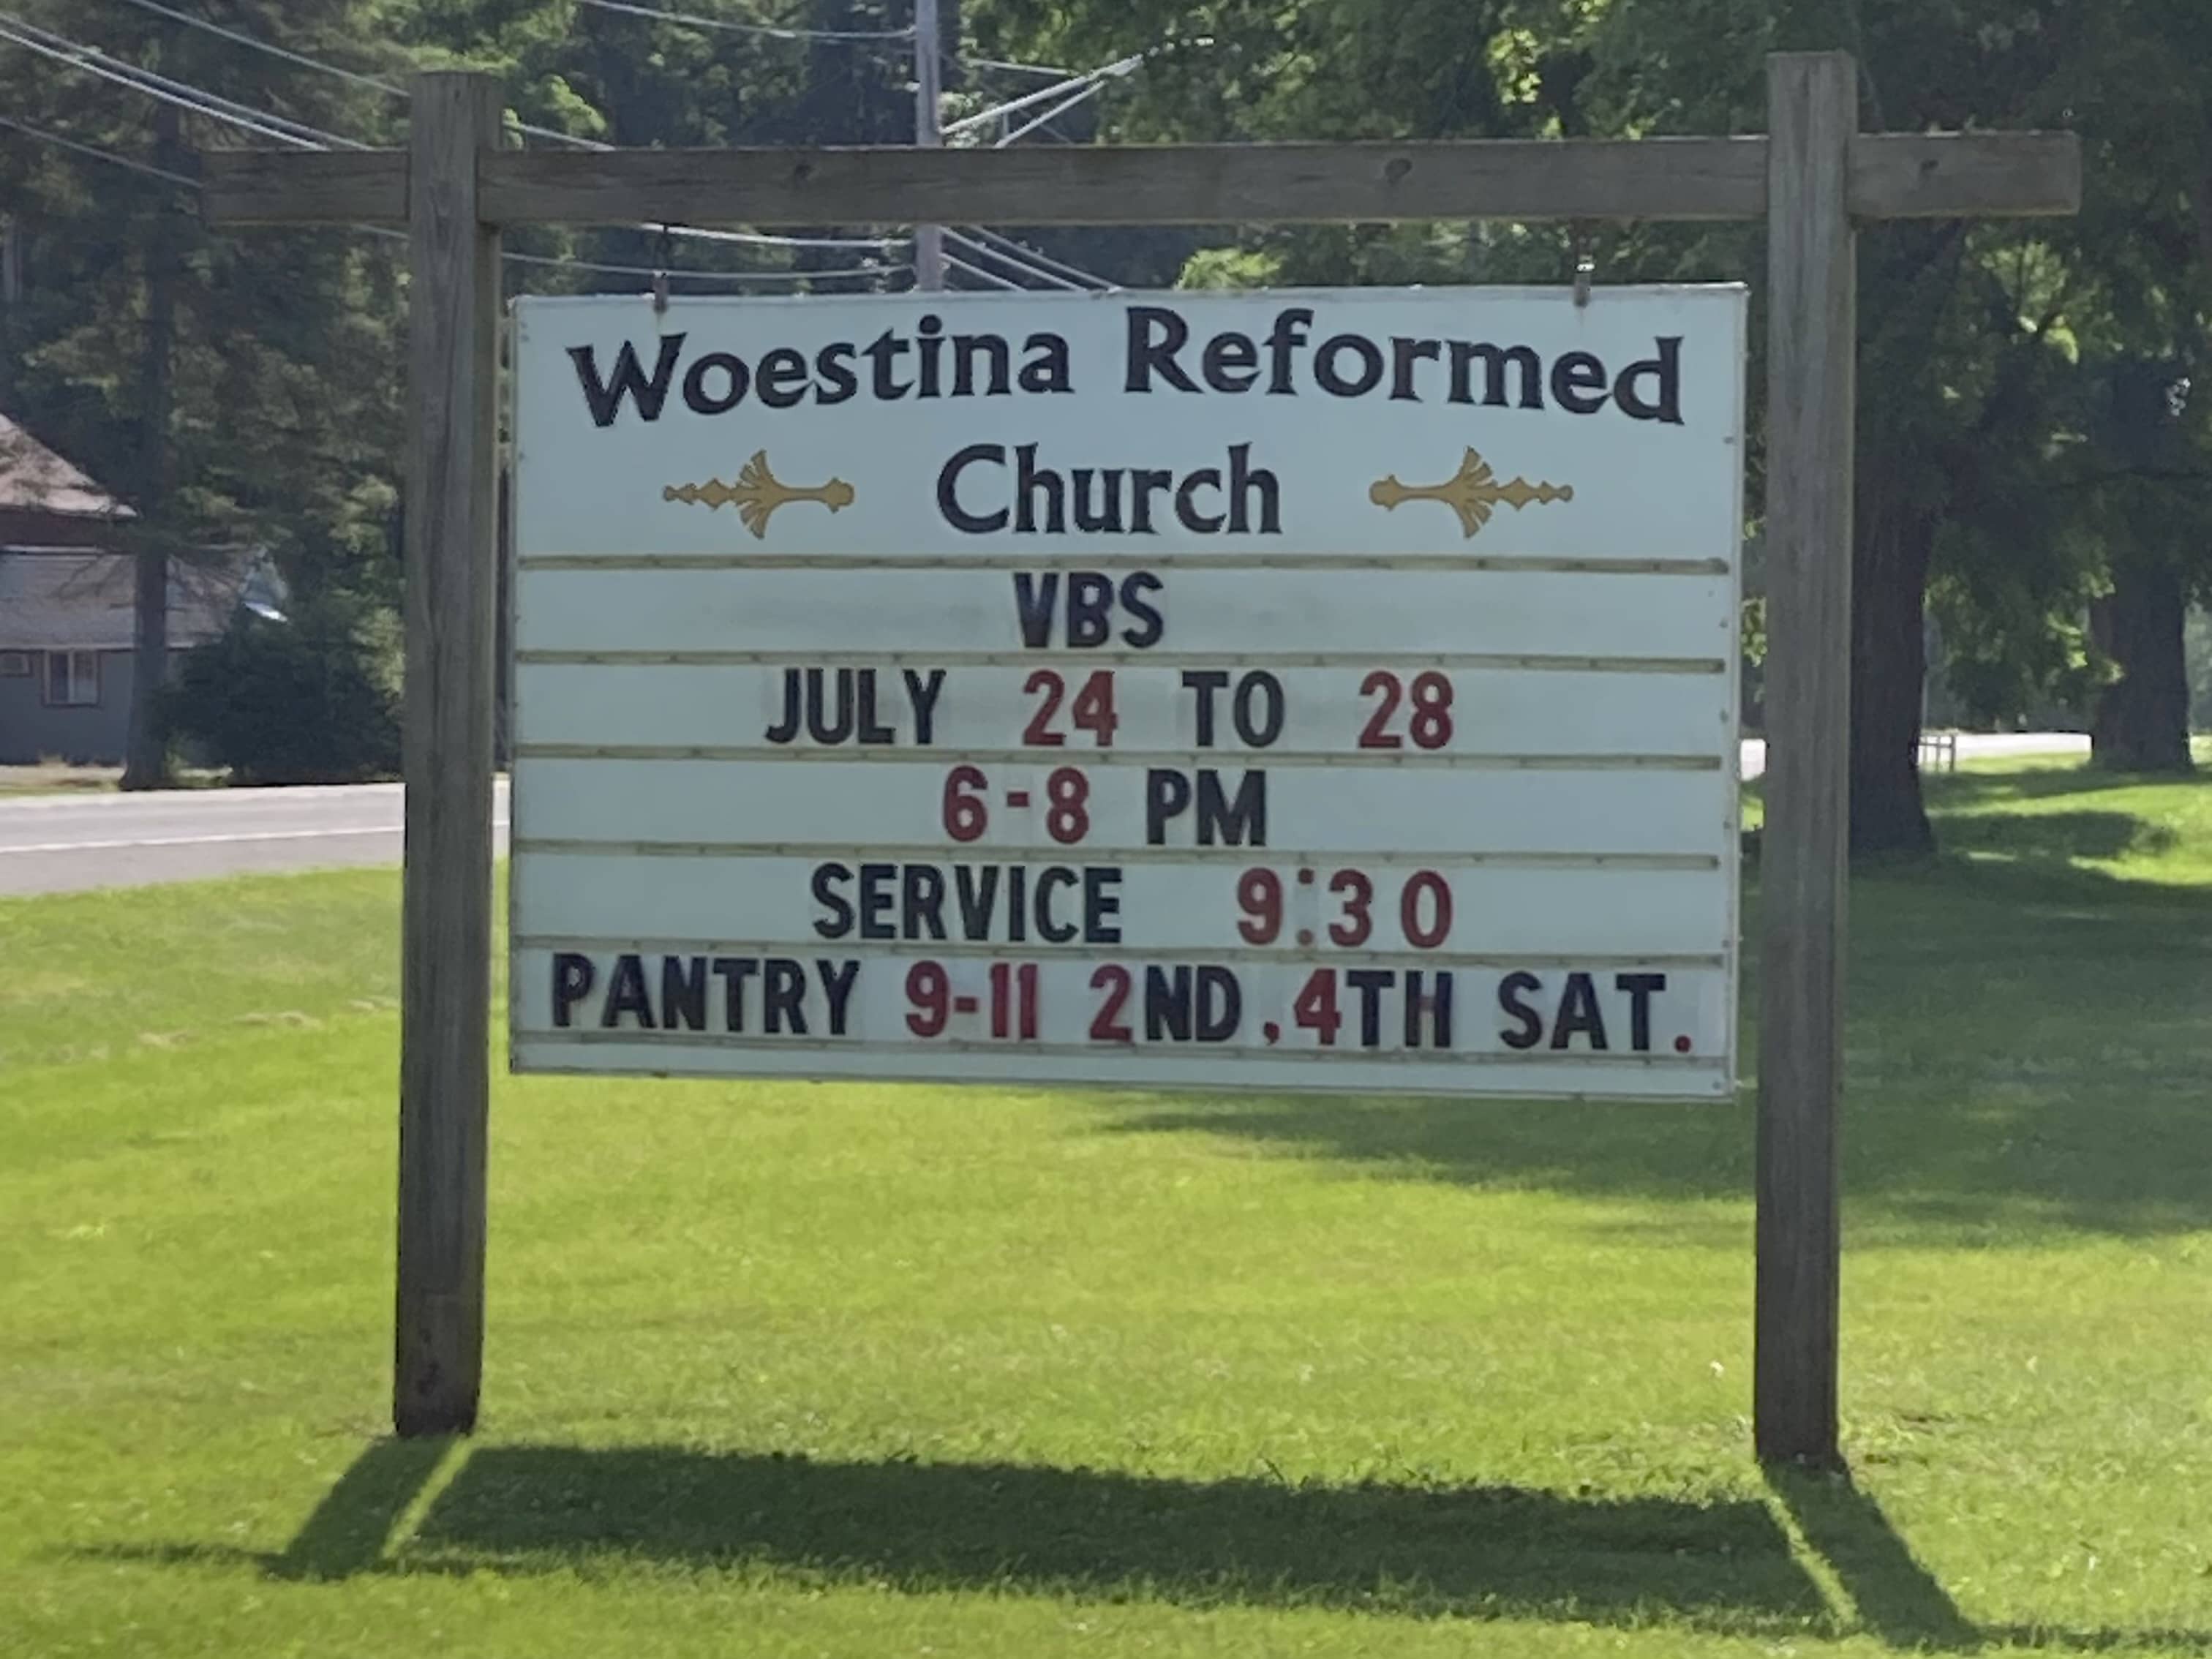 Woestina Reformed
Church
VBS
JULY 24 TO 28
6-8 PM
SERVICE 9:30
PANTRY 9-11 2ND,4TH SAT.